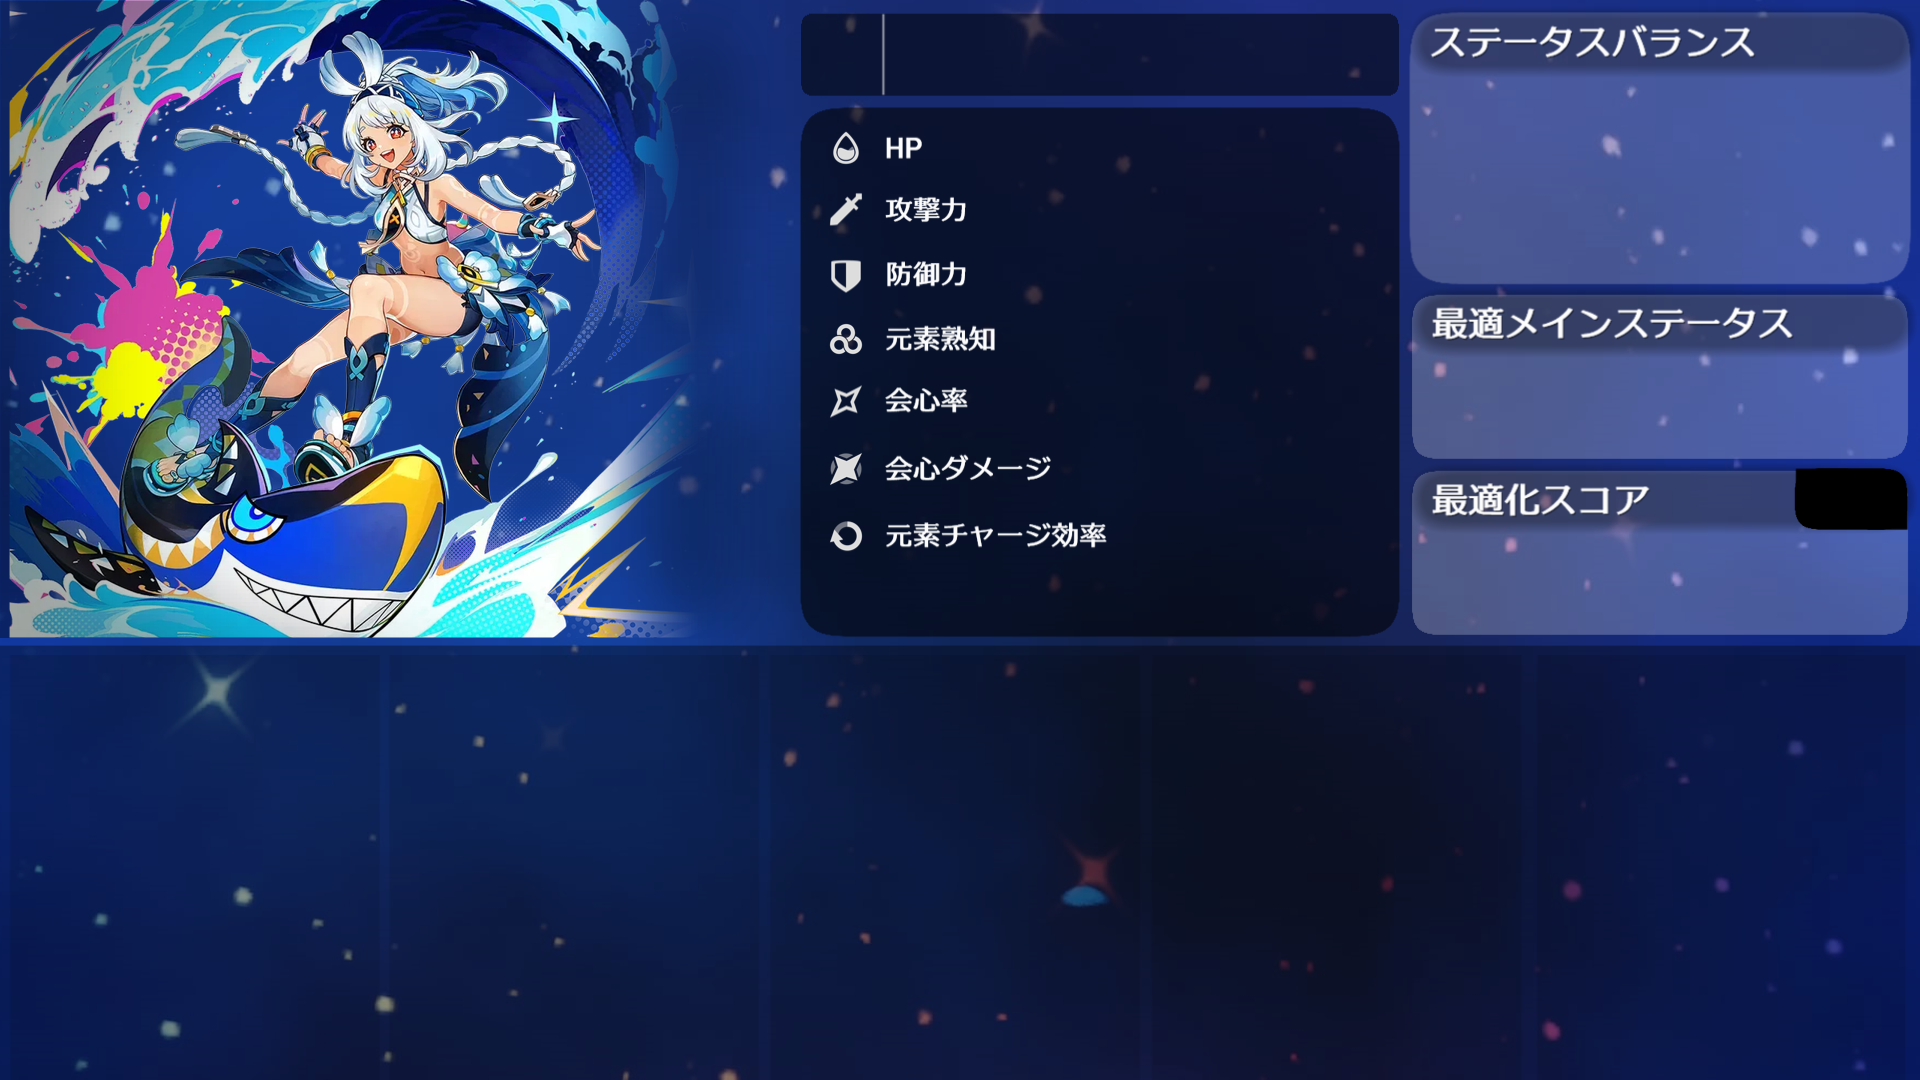 HP
攻撃力
防御力
元素熟知
会心率
会心ダメージ
元素チャージ効率
ステータスバランス
最適メインステータス
最適化スコア